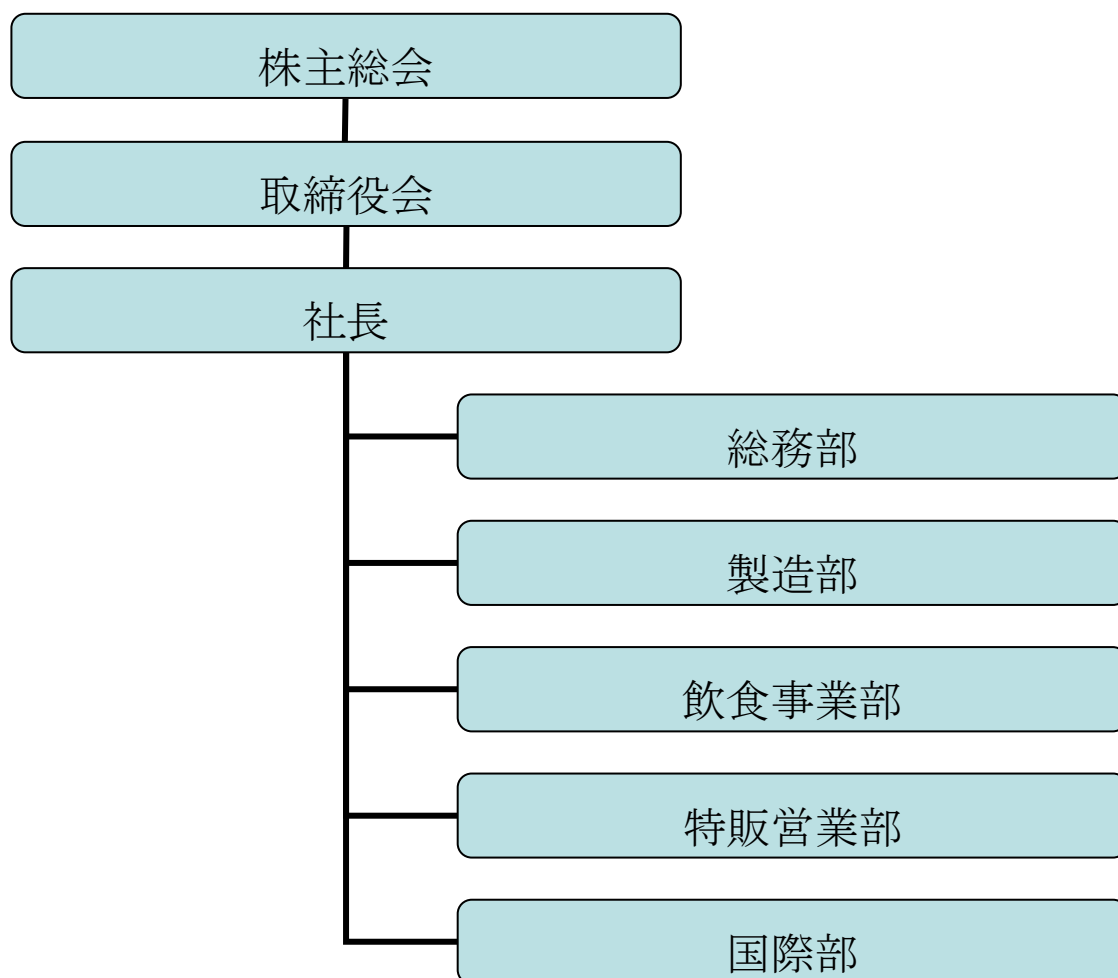 株主総会
取締役会
社長
総務部
製造部
飲食事業部
特販営業部
国際部